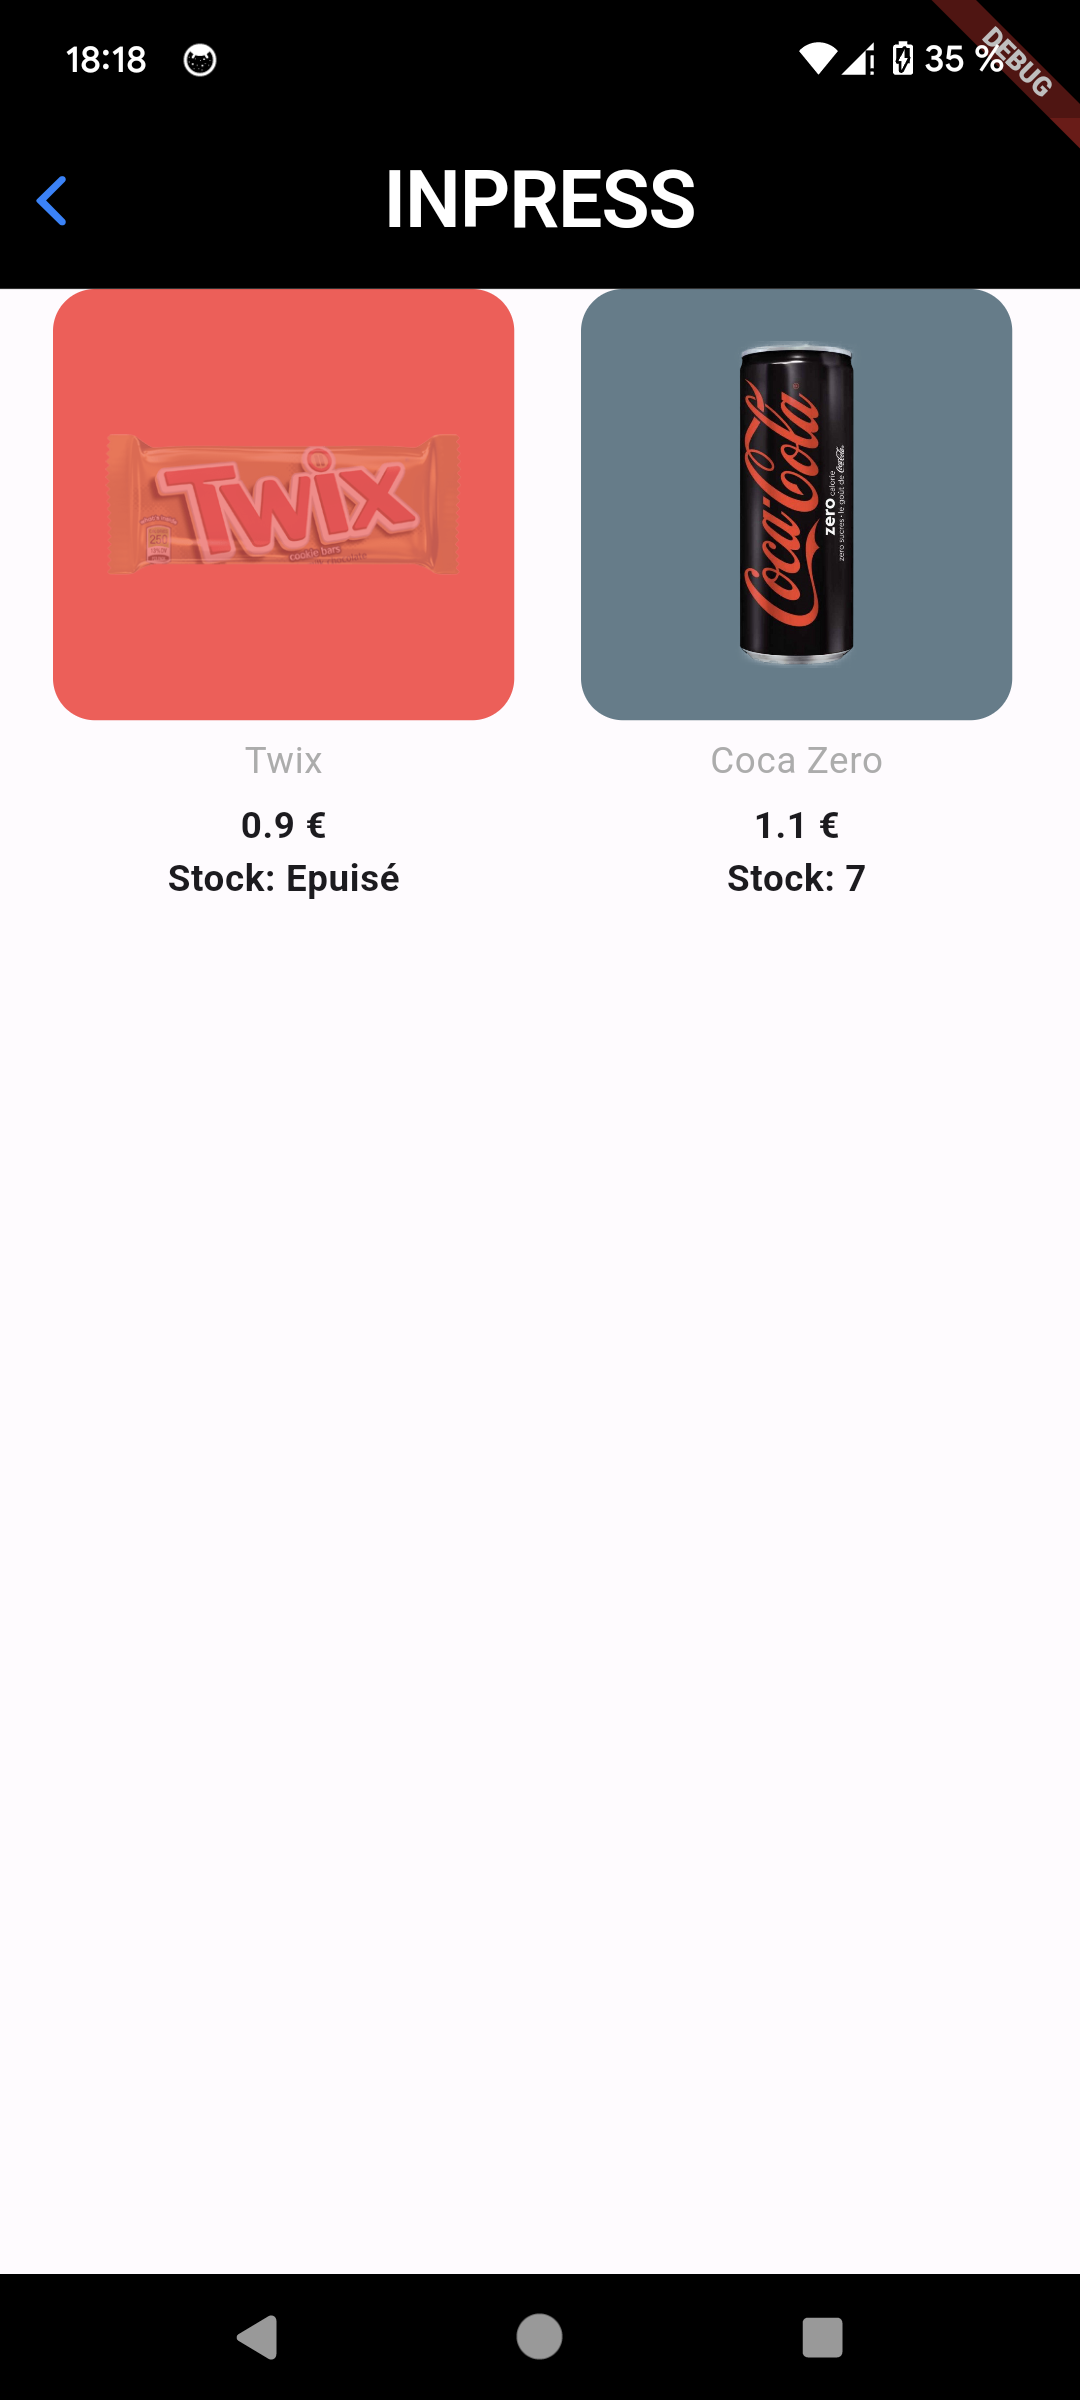 18:18
35 %
DEBUG
INPRESS
Twix
250
cookie bars
Coca-Cola
zero calorie
zero sucres · le goût de Coca-Cola
Twix
Coca Zero
0.9 €
1.1 €
Stock: Epuisé
Stock: 7